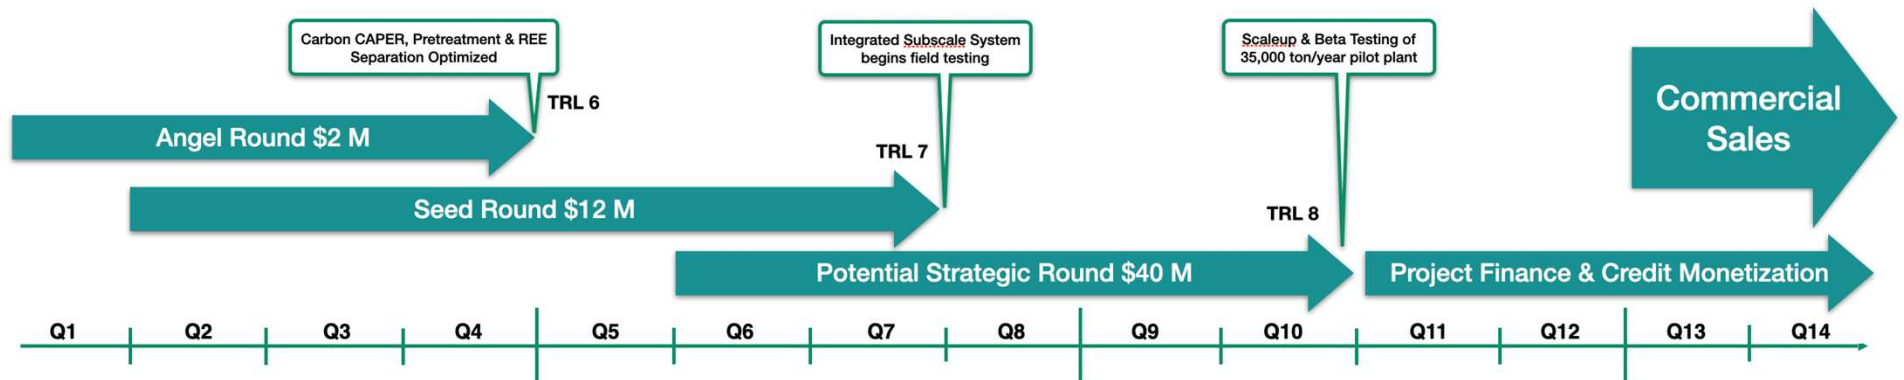 Carbon CAPER, Pretreatment & REE
Separation Optimized
Integrated Subscale System
begins field testing
Scaleup & Beta Testing of
35,000 ton/year pilot plant
Commercial
Sales
TRL 6
Angel Round $2 M
TRL 7
Seed Round $12 M
TRL 8
Potential Strategic Round $40 M
Project Finance & Credit Monetization
Q1 Q2 Q3 Q4 Q5 Q6 Q7 Q8 Q9 Q10 Q11 Q12 Q13 Q14